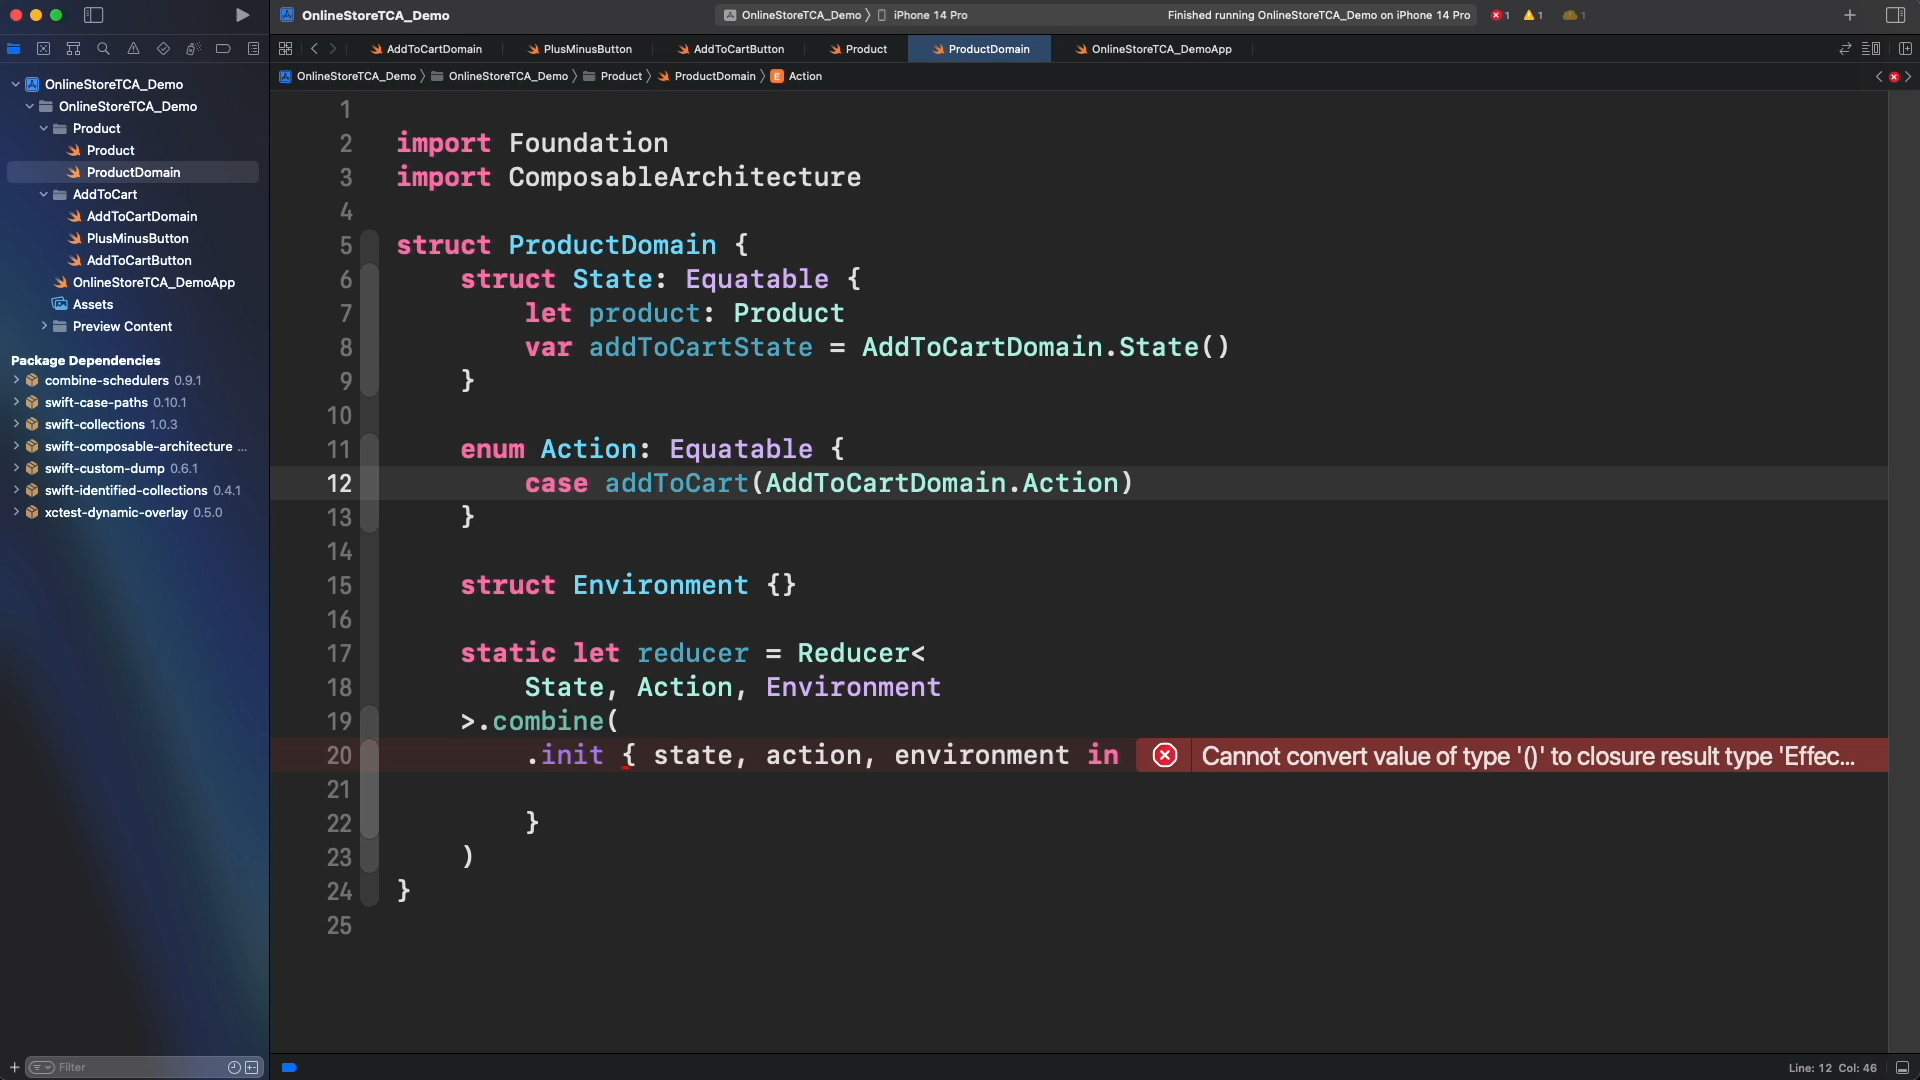 OnlineStoreTCA_Demo
OnlineStoreTCA_Demo 〉 iPhone 14 Pro
Finished running OnlineStoreTCA_Demo on iPhone 14 Pro
1
1
1
AddToCartDomain
PlusMinusButton
AddToCartButton
Product
ProductDomain
OnlineStoreTCA_DemoApp
OnlineStoreTCA_Demo 〉 OnlineStoreTCA_Demo 〉 Product 〉 ProductDomain 〉 E Action
OnlineStoreTCA_Demo
OnlineStoreTCA_Demo
Product
Product
ProductDomain
AddToCart
AddToCartDomain
PlusMinusButton
AddToCartButton
OnlineStoreTCA_DemoApp
Assets
Preview Content
Package Dependencies
combine-schedulers 0.9.1
swift-case-paths 0.10.1
swift-collections 1.0.3
swift-composable-architecture ...
swift-custom-dump 0.6.1
swift-identified-collections 0.4.1
xctest-dynamic-overlay 0.5.0
Filter
1
2 import Foundation
3 import ComposableArchitecture
4
5 struct ProductDomain {
6 struct State: Equatable {
7 let product: Product
8 var addToCartState = AddToCartDomain.State()
9 }
10
11 enum Action: Equatable {
12 case addToCart(AddToCartDomain.Action)
13 }
14
15 struct Environment {}
16
17 static let reducer = Reducer<
18 State, Action, Environment
19 >.combine(
20 .init { state, action, environment in Cannot convert value of type '()' to closure result type 'Effec...
21
22 }
23 )
24 }
25
Line: 12 Col: 46